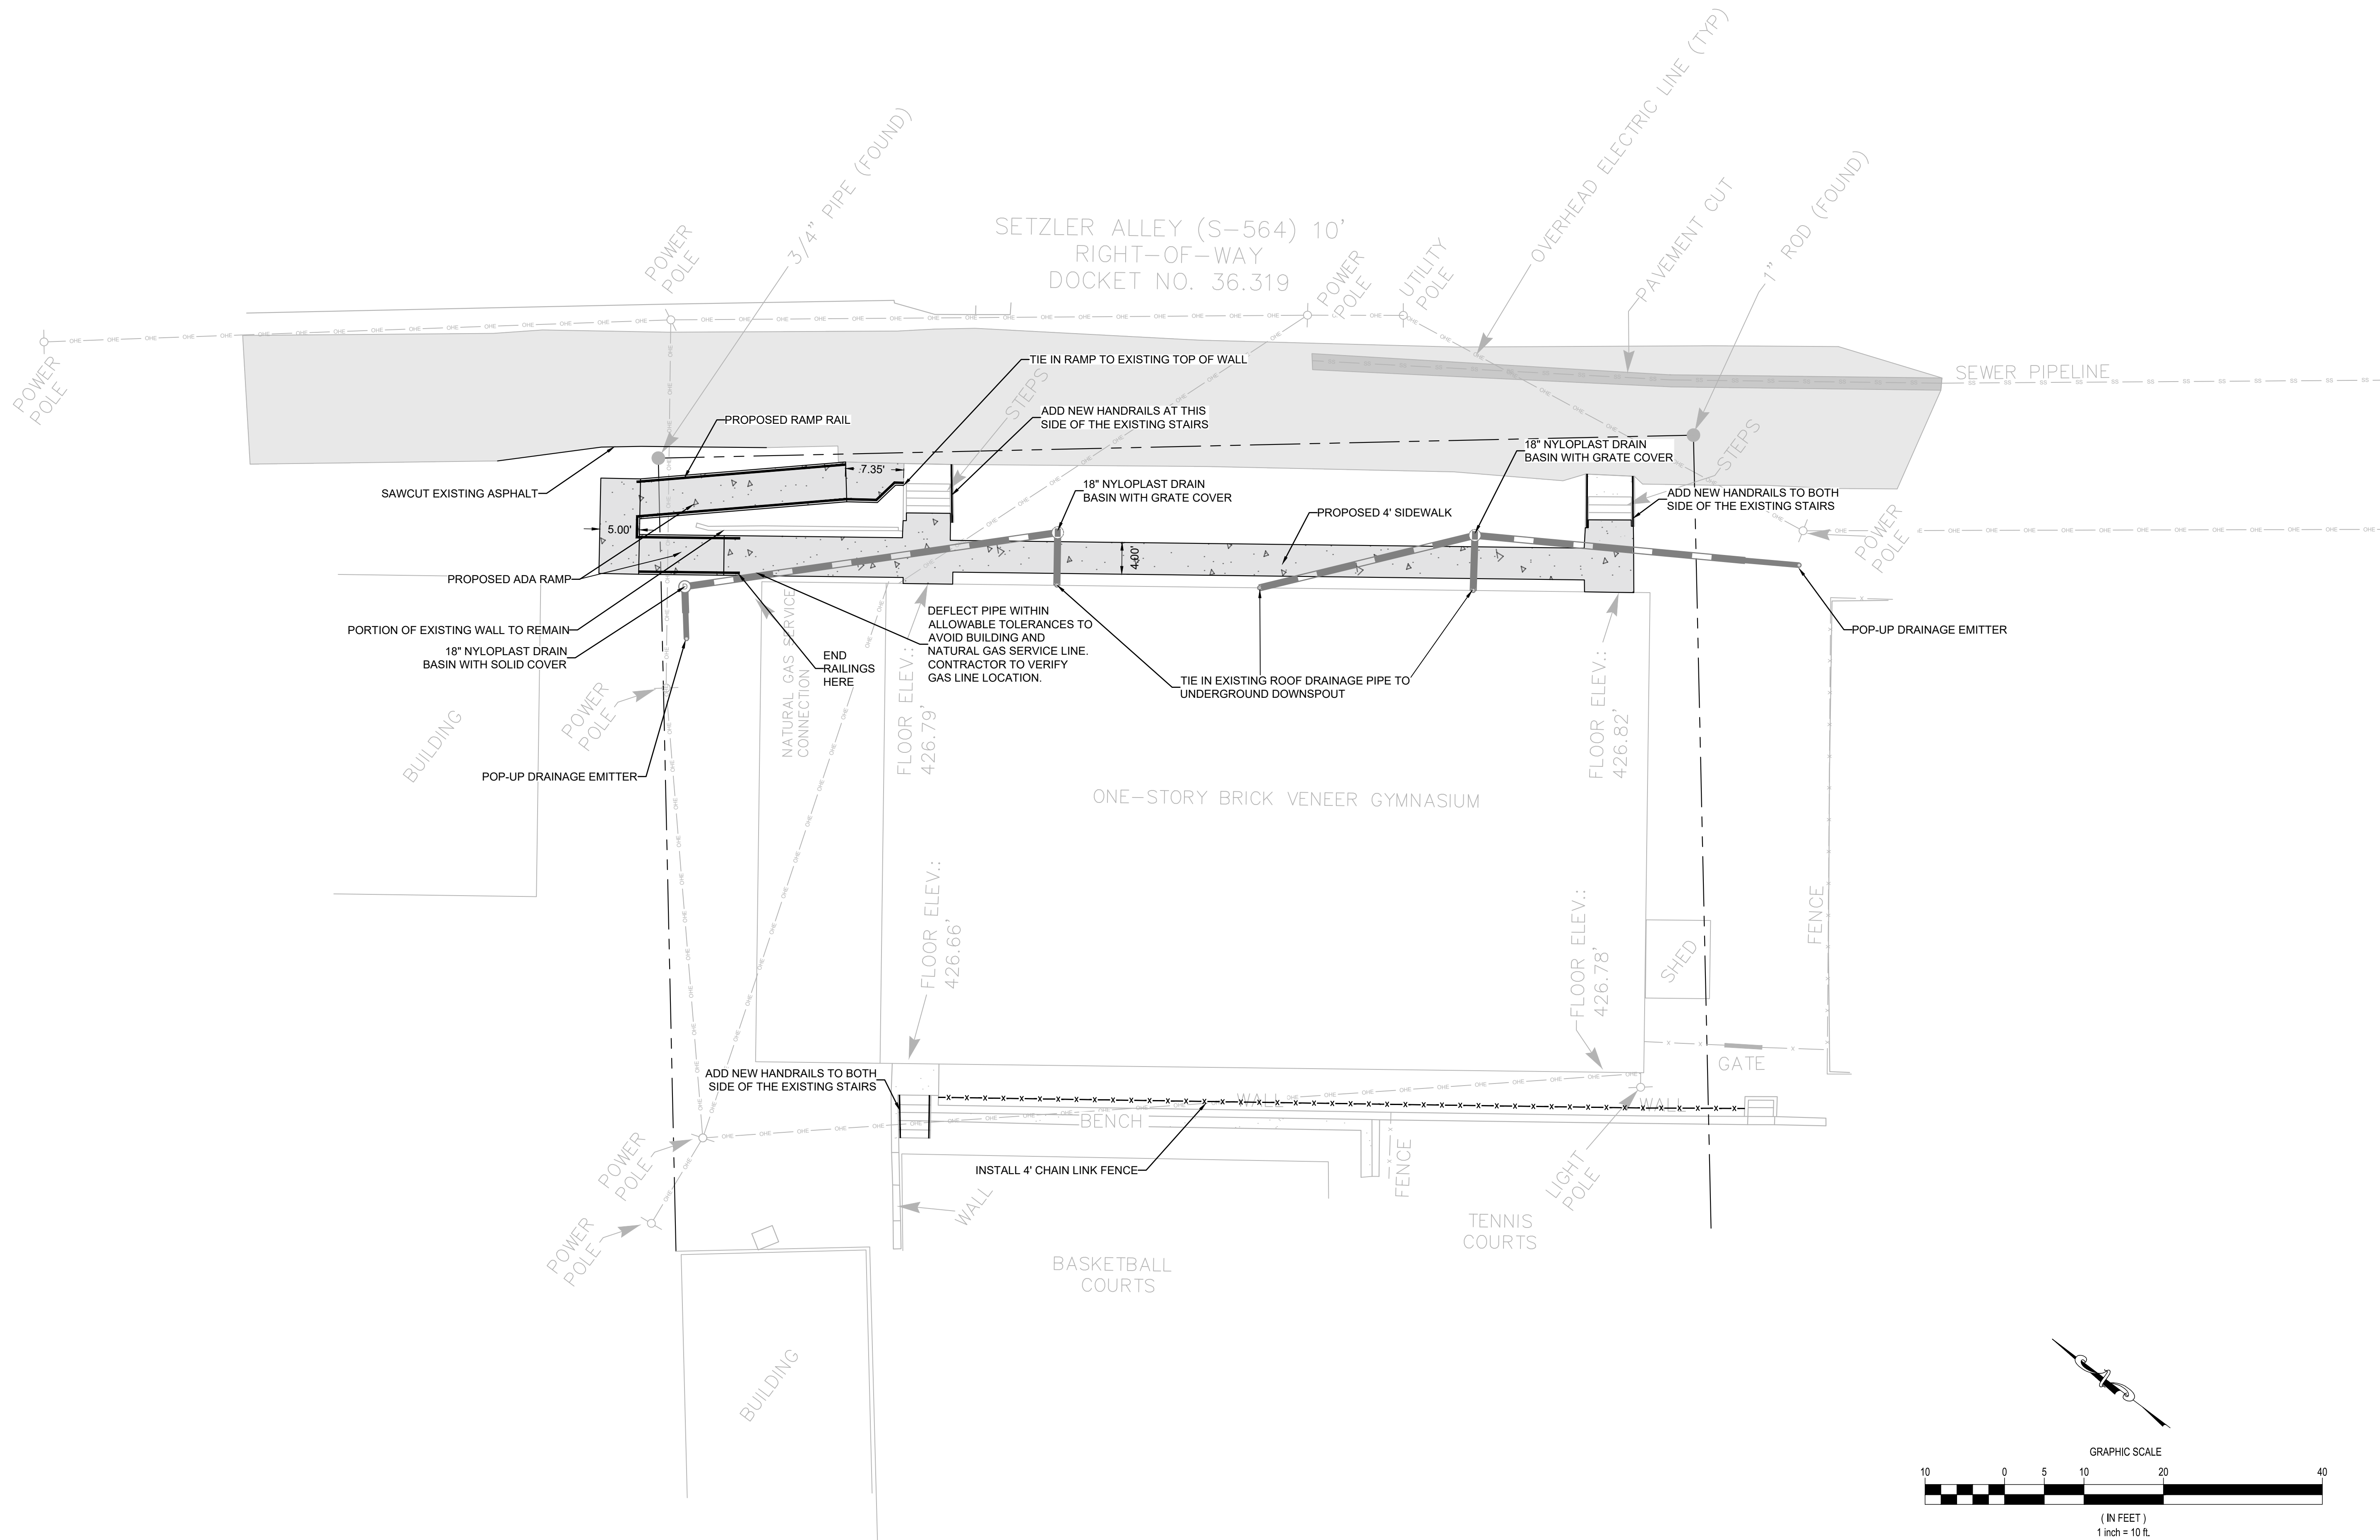 OVERHEAD ELECTRIC LINE (TYP)
3/4" PIPE (FOUND)
1" ROD (FOUND)
PAVEMENT CUT
SETZLER ALLEY (S-564) 10'
RIGHT-OF-WAY
DOCKET NO. 36.319
POWER
POLE
POWER
POLE
UTILITY
POLE
POWER
POLE
SEWER PIPELINE
TIE IN RAMP TO EXISTING TOP OF WALL
STEPS
PROPOSED RAMP RAIL
ADD NEW HANDRAILS AT THIS
SIDE OF THE EXISTING STAIRS
18" NYLOPLAST DRAIN
BASIN WITH GRATE COVER
STEPS
7.35'
SAWCUT EXISTING ASPHALT
18" NYLOPLAST DRAIN
BASIN WITH GRATE COVER
ADD NEW HANDRAILS TO BOTH
SIDE OF THE EXISTING STAIRS
PROPOSED 4' SIDEWALK
5.00'
4.00'
POWER
POLE
PROPOSED ADA RAMP
PORTION OF EXISTING WALL TO REMAIN
18" NYLOPLAST DRAIN
BASIN WITH SOLID COVER
DEFLECT PIPE WITHIN
ALLOWABLE TOLERANCES TO
AVOID BUILDING AND
NATURAL GAS SERVICE LINE.
CONTRACTOR TO VERIFY
GAS LINE LOCATION.
END
RAILINGS
HERE
TIE IN EXISTING ROOF DRAINAGE PIPE TO
UNDERGROUND DOWNSPOUT
POP-UP DRAINAGE EMITTER
NATURAL GAS SERVICE
CONNECTION
FLOOR ELEV.:
426.79'
FLOOR ELEV.:
426.82'
POWER
POLE
BUILDING
POP-UP DRAINAGE EMITTER
ONE-STORY BRICK VENEER GYMNASIUM
FLOOR ELEV.:
426.66'
FLOOR ELEV.:
426.78'
SHED
FENCE
GATE
ADD NEW HANDRAILS TO BOTH
SIDE OF THE EXISTING STAIRS
WALL
WALL
BENCH
POWER
POLE
INSTALL 4' CHAIN LINK FENCE
FENCE
LIGHT
POLE
WALL
POWER
POLE
TENNIS
COURTS
BASKETBALL
COURTS
BUILDING
GRAPHIC SCALE
10 0 5 10 20 40
( IN FEET )
1 inch = 10 ft.